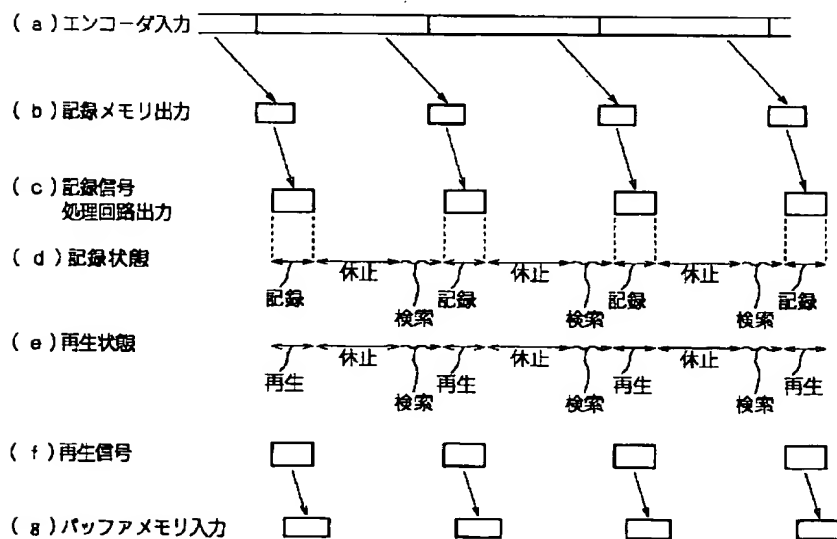 (a)エンコーダ入力
(b)記録メモリ出力
(c)記録信号
処理回路出力
(d)記録状態
休止 休止 休止
記録 検索 記録 検索 記録 検索 記録
(e)再生状態
休止 休止 休止
再生 検索 再生 検索 再生 検索 再生
(f)再生信号
(g)バッファメモリ入力